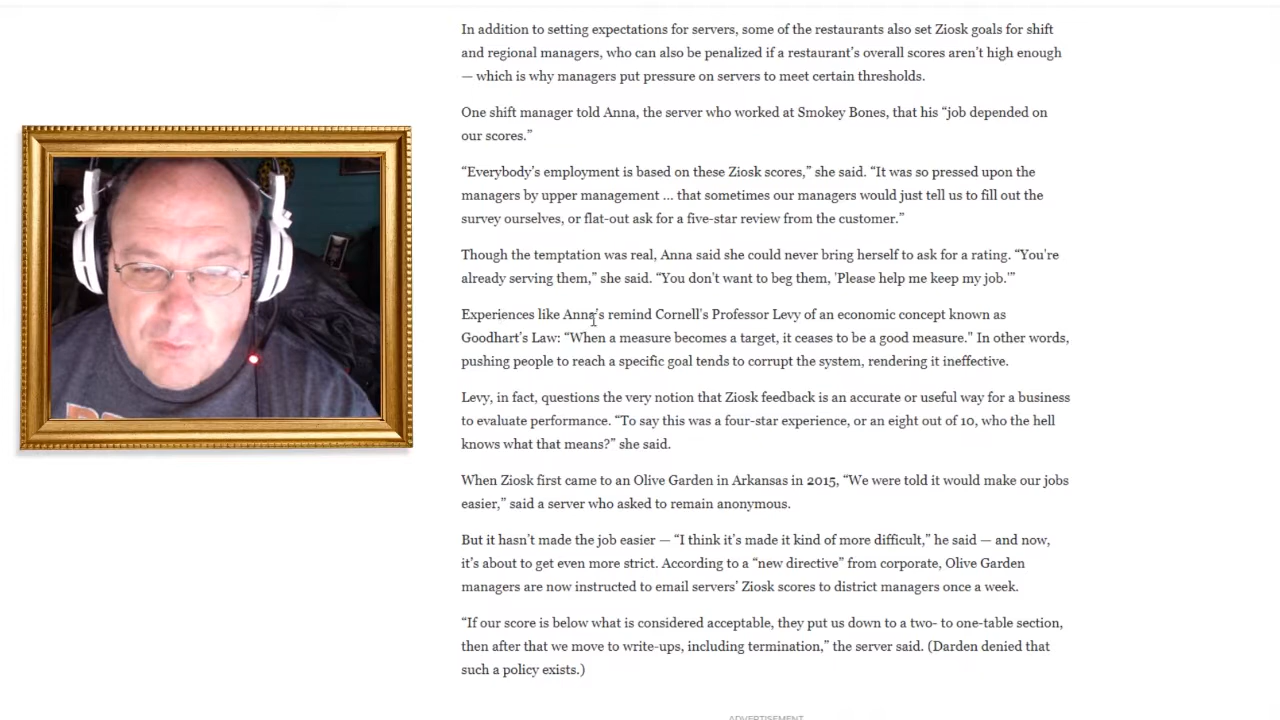 In addition to setting expectations for servers, some of the restaurants also set Ziosk goals for shift
and regional managers, who can also be penalized if a restaurant’s overall scores aren’t high enough
— which is why managers put pressure on servers to meet certain thresholds.
One shift manager told Anna, the server who worked at Smokey Bones, that his “job depended on
our scores.”
“Everybody’s employment is based on these Ziosk scores,” she said. “It was so pressed upon the
managers by upper management ... that sometimes our managers would just tell us to fill out the
survey ourselves, or flat-out ask for a five-star review from the customer.”
Though the temptation was real, Anna said she could never bring herself to ask for a rating. “You're
already serving them,” she said. “You don't want to beg them, 'Please help me keep my job.'”
Experiences like Anna’s remind Cornell’s Professor Levy of an economic concept known as
Goodhart’s Law: “When a measure becomes a target, it ceases to be a good measure.” In other words,
pushing people to reach a specific goal tends to corrupt the system, rendering it ineffective.
Levy, in fact, questions the very notion that Ziosk feedback is an accurate or useful way for a business
to evaluate performance. “To say this was a four-star experience, or an eight out of 10, who the hell
knows what that means?” she said.
When Ziosk first came to an Olive Garden in Arkansas in 2015, “We were told it would make our jobs
easier,” said a server who asked to remain anonymous.
But it hasn’t made the job easier — “I think it’s made it kind of more difficult,” he said — and now,
it’s about to get even more strict. According to a “new directive” from corporate, Olive Garden
managers are now instructed to email servers’ Ziosk scores to district managers once a week.
“If our score is below what is considered acceptable, they put us down to a two- to one-table section,
then after that we move to write-ups, including termination,” the server said. (Darden denied that
such a policy exists.)
ADVERTISEMENT